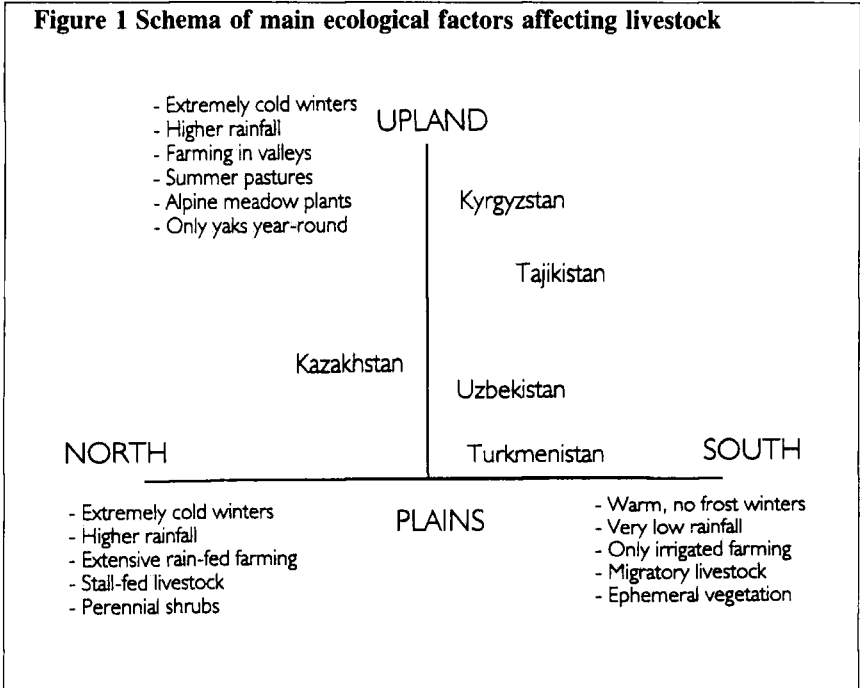 Figure 1 Schema of main ecological factors affecting livestock
- Extremely cold winters
- Higher rainfall
- Farming in valleys
- Summer pastures
- Alpine meadow plants
- Only yaks year-round
UPLAND
Kyrgyzstan
Tajikistan
Kazakhstan
Uzbekistan
Turkmenistan
NORTH
SOUTH
PLAINS
- Extremely cold winters
- Higher rainfall
- Extensive rain-fed farming
- Stall-fed livestock
- Perennial shrubs
- Warm, no frost winters
- Very low rainfall
- Only irrigated farming
- Migratory livestock
- Ephemeral vegetation